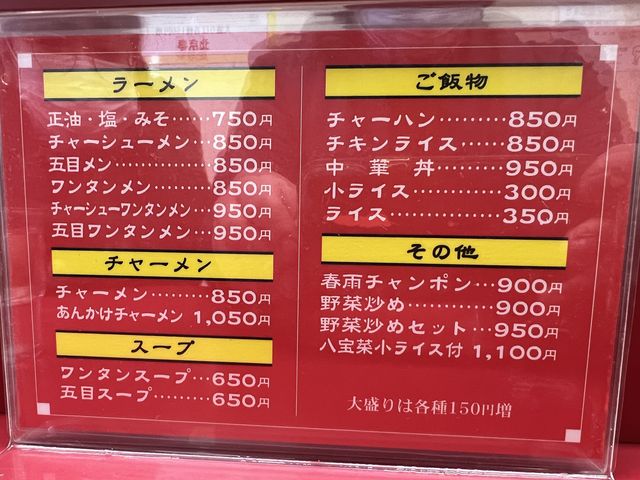 ラーメン
正油・塩・みそ……750円
チャーシューメン…850円
五目メン…………850円
ワンタンメン……850円
チャーシューワンタンメン…950円
五目ワンタンメン…950円
チャーメン
チャーメン………850円
あんかけチャーメン 1,050円
スープ
ワンタンスープ…650円
五目スープ………650円
ご飯物
チャーハン………850円
チキンライス……850円
中華丼………950円
小ライス…………300円
ライス……………350円
その他
春雨チャンポン…900円
野菜炒め…………900円
野菜炒めセット…950円
八宝菜小ライス付 1,100円
大盛りは各種150円増